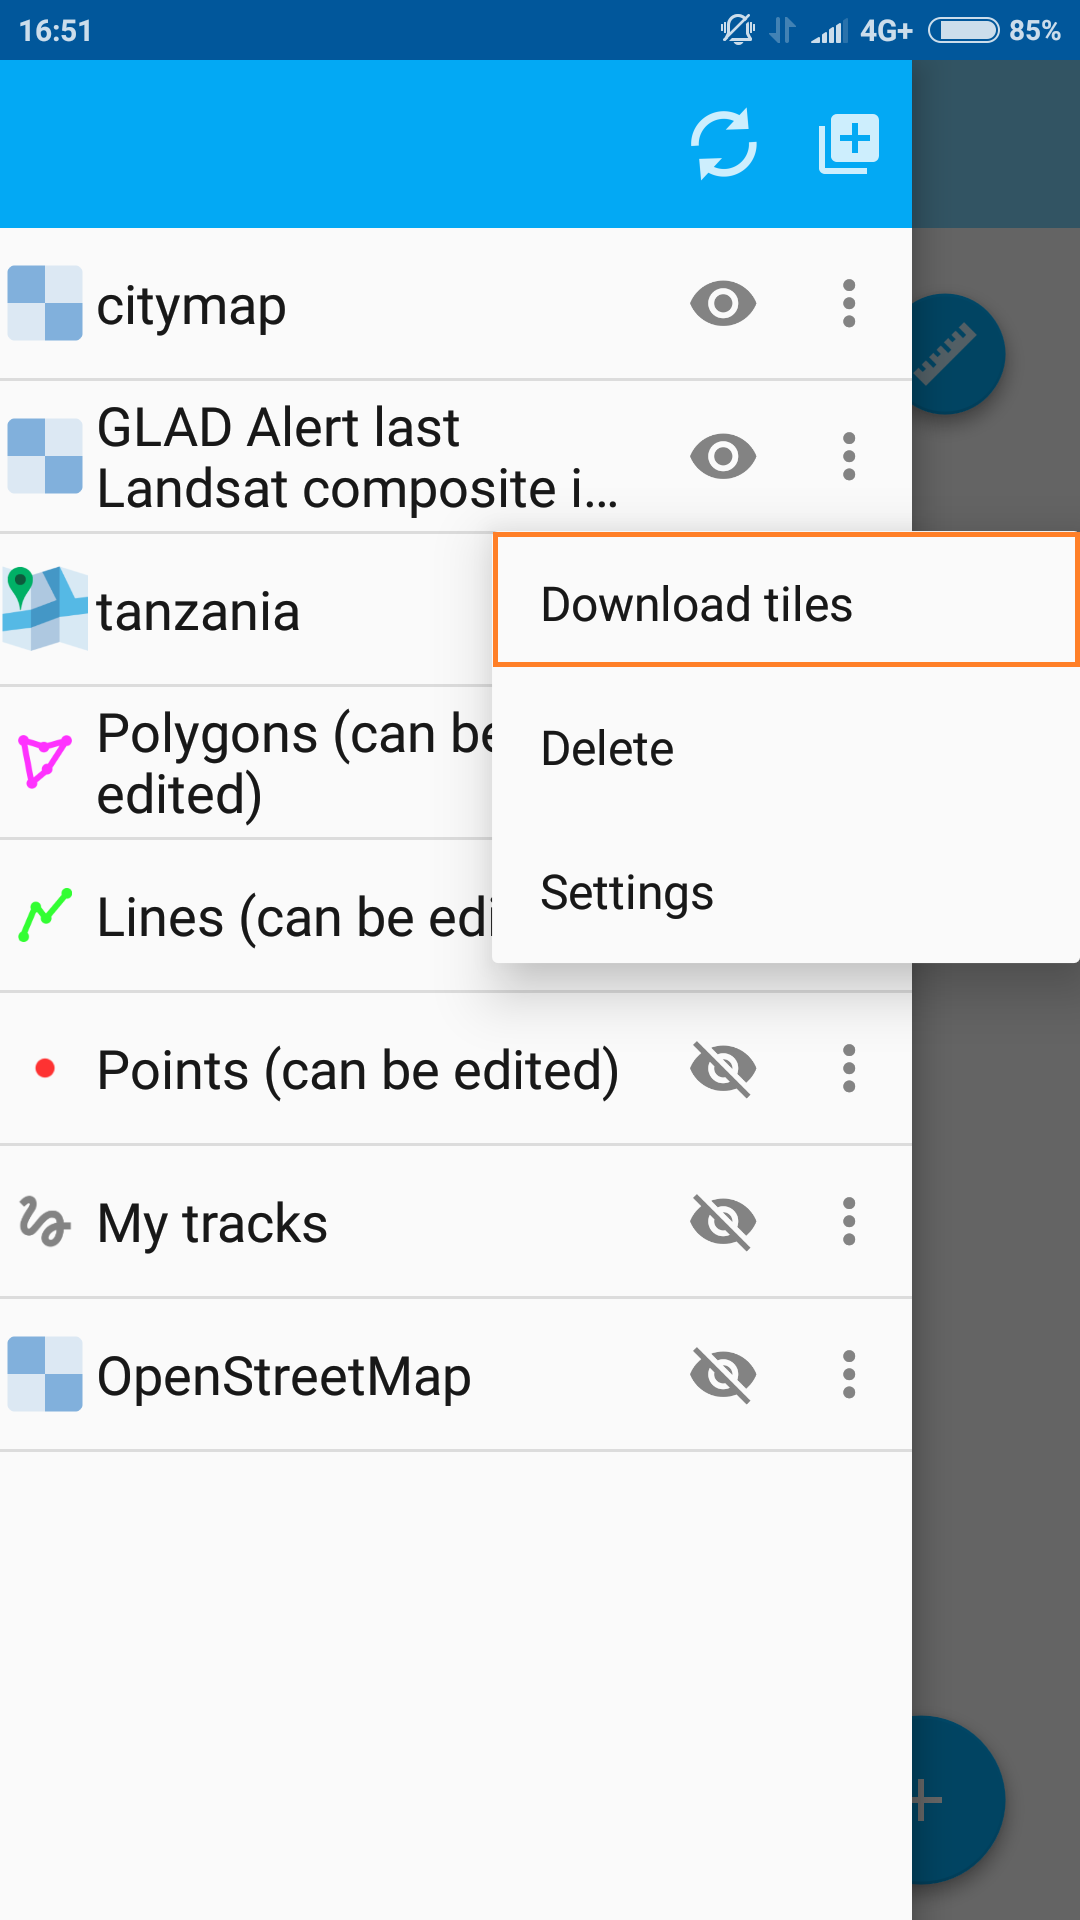 16:51 4G+ 85%
citymap
GLAD Alert last
Landsat composite i...
tanzania
Download tiles
Polygons (can be
edited)
Delete
Lines (can be edi
Settings
Points (can be edited)
My tracks
OpenStreetMap